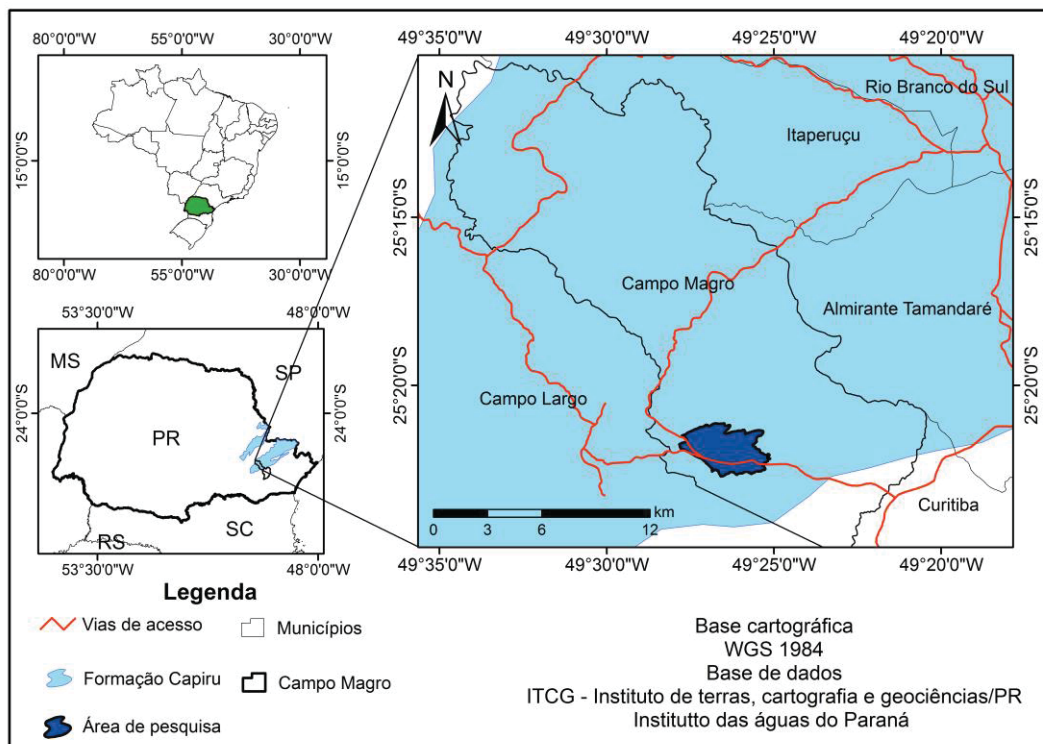 80°0'0"W 55°0'0"W 30°0'0"W
15°0'0"S
15°0'0"S
80°0'0"W 55°0'0"W 30°0'0"W
53°30'0"W 48°0'0"W
MS
SP
PR
SC
RS
24°0'0"S
24°0'0"S
53°30'0"W 48°0'0"W
49°35'0"W 49°30'0"W 49°25'0"W 49°20'0"W
N
Rio Branco do Sul
Itaperuçu
25°15'0"S
25°15'0"S
Campo Magro
Almirante Tamandaré
25°20'0"S
25°20'0"S
Campo Largo
Curitiba
km
0 3 6 12
49°35'0"W 49°30'0"W 49°25'0"W 49°20'0"W
Legenda
Vias de acesso
Municípios
Formação Capiru
Campo Magro
Área de pesquisa
Base cartográfica
WGS 1984
Base de dados
ITCG - Instituto de terras, cartografia e geociências/PR
Institutto das águas do Paraná